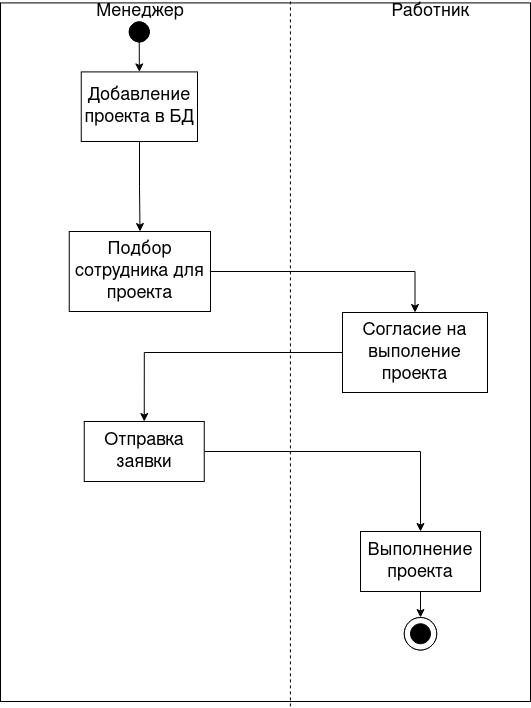 Менеджер
Работник
Добавление
проекта в БД
Подбор
сотрудника для
проекта
Согласие на
выполение
проекта
Отправка
заявки
Выполнение
проекта